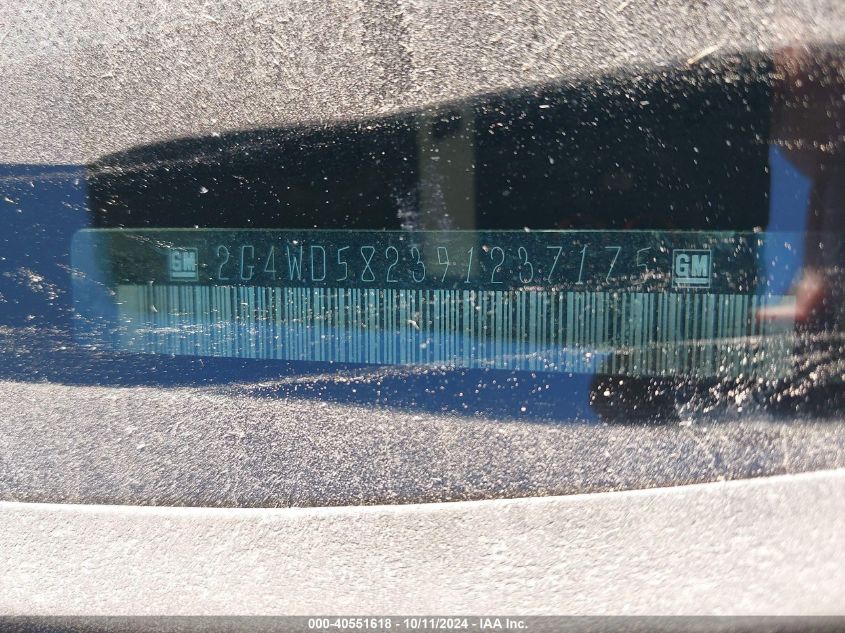 GM 2G4WD582391237175 GM
000-40551618 - 10/11/2024 - IAA Inc.